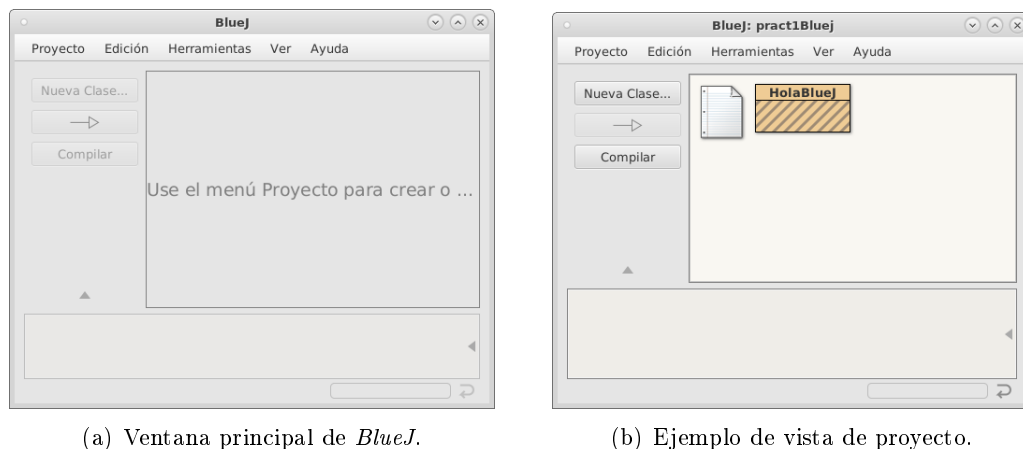 BlueJ
Proyecto Edición Herramientas Ver Ayuda
Nueva Clase...
Compilar
Use el menú Proyecto para crear o ...
(a) Ventana principal de BlueJ.
BlueJ: pract1Bluej
Proyecto Edición Herramientas Ver Ayuda
Nueva Clase...
Compilar
HolaBlueJ
(b) Ejemplo de vista de proyecto.